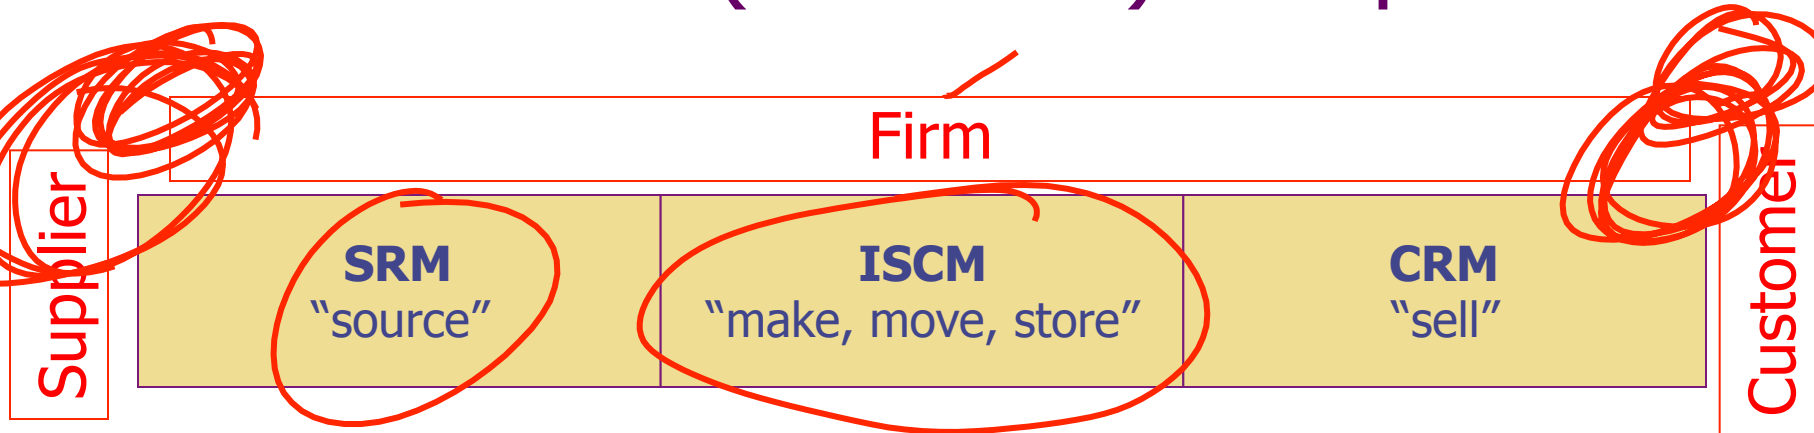 Firm
Supplier
SRM
“source”
ISCM
“make, move, store”
CRM
“sell”
Customer